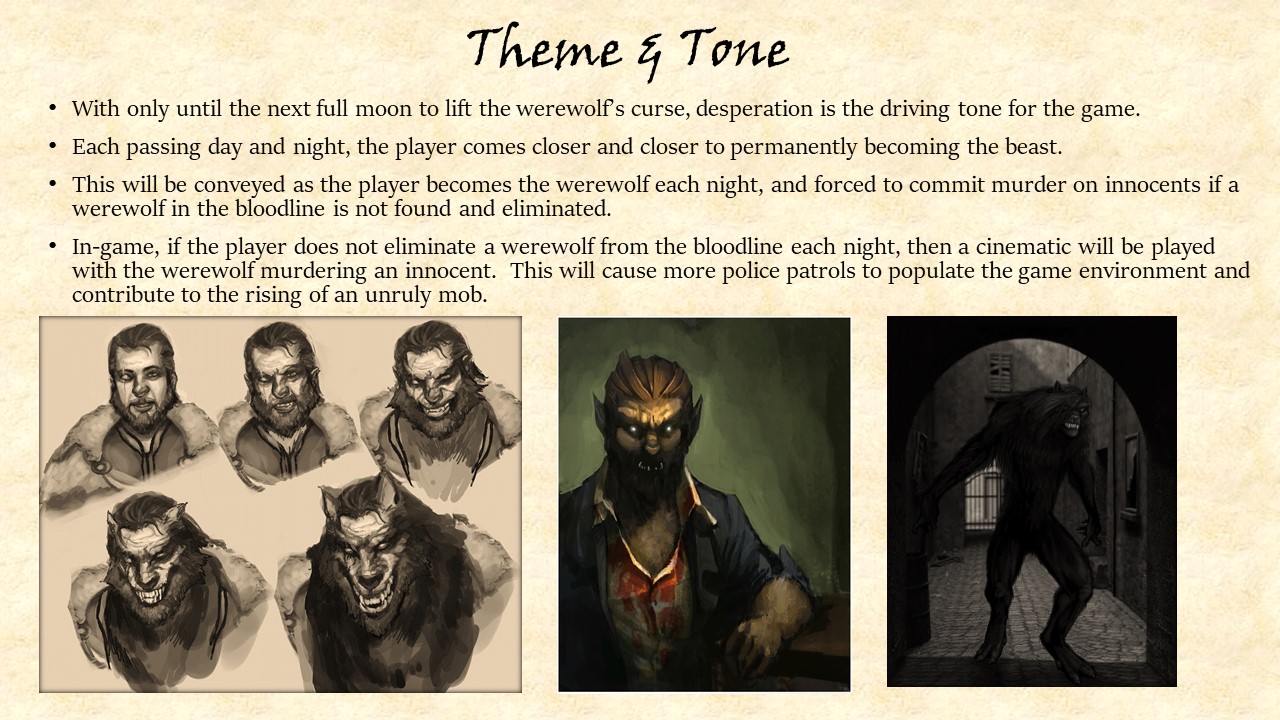 Theme & Tone
• With only until the next full moon to lift the werewolf's curse, desperation is the driving tone for the game.
• Each passing day and night, the player comes closer and closer to permanently becoming the beast.
• This will be conveyed as the player becomes the werewolf each night, and forced to commit murder on innocents if a
werewolf in the bloodline is not found and eliminated.
• In-game, if the player does not eliminate a werewolf from the bloodline each night, then a cinematic will be played
with the werewolf murdering an innocent.  This will cause more police patrols to populate the game environment and
contribute to the rising of an unruly mob.